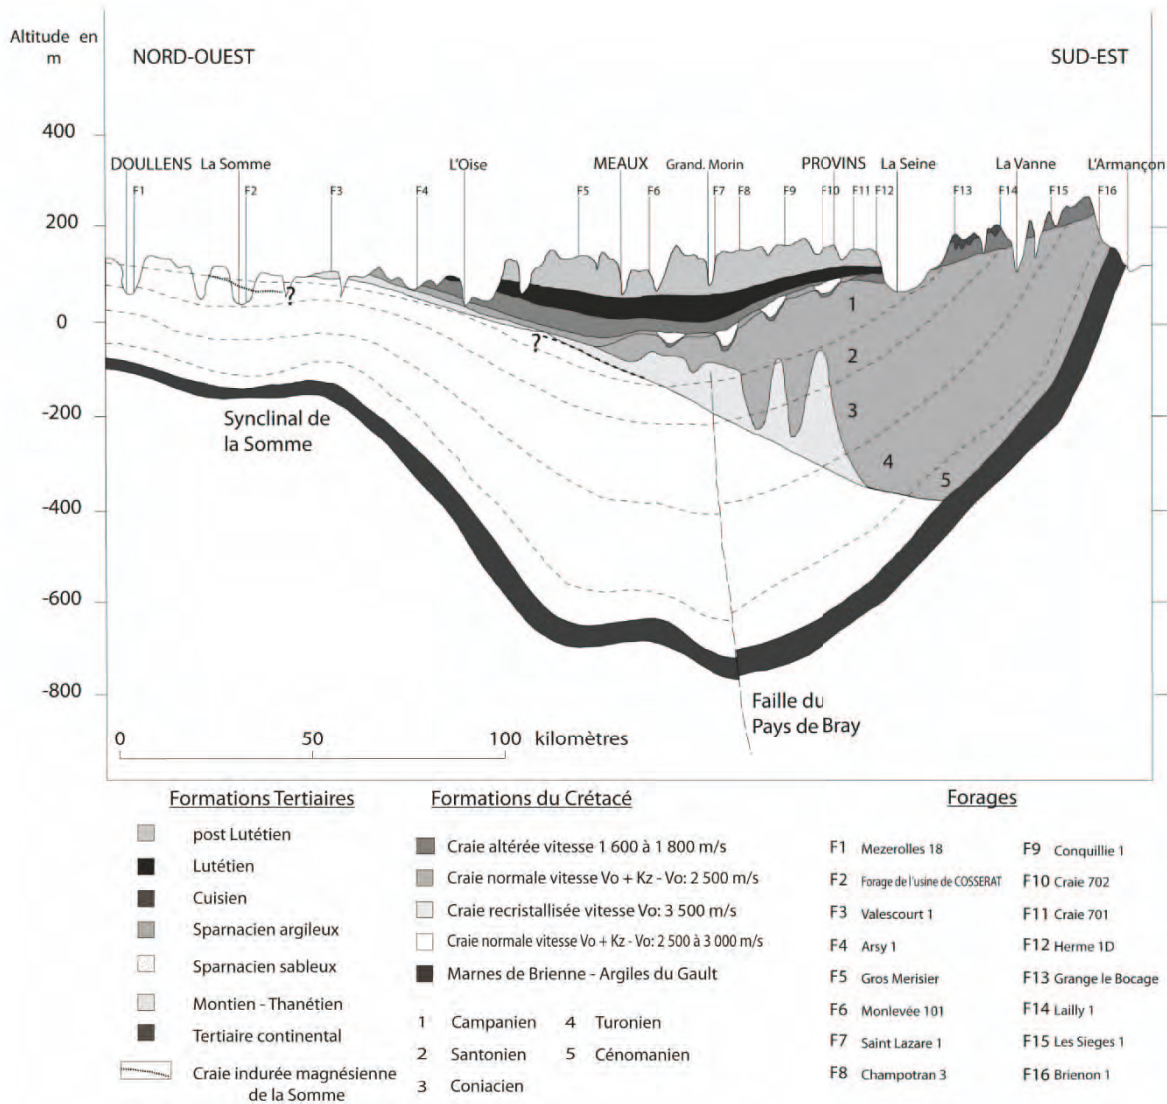 Altitude en
m
NORD-OUEST
SUD-EST
400
200
0
-200
-400
-600
-800
DOULLENS
La Somme
L'Oise
MEAUX
Grand. Morin
PROVINS
La Seine
La Vanne
L'Armançon
F1
F2
F3
F4
F5
F6
F7
F8
F9
F10
F11
F12
F13
F14
F15
F16
?
?
1
2
3
4
5
Synclinal de
la Somme
Faille du
Pays de Bray
0
50
100 kilomètres
Formations Tertiaires
post Lutétien
Lutétien
Cuisien
Sparnacien argileux
Sparnacien sableux
Montien - Thanétien
Tertiaire continental
Craie indurée magnésienne
de la Somme
Formations du Crétacé
Craie altérée vitesse 1 600 à 1 800 m/s
Craie normale vitesse Vo + Kz - Vo: 2 500 m/s
Craie recristallisée vitesse Vo: 3 500 m/s
Craie normale vitesse Vo + Kz - Vo: 2 500 à 3 000 m/s
Marnes de Brienne - Argiles du Gault
1 Campanien
2 Santonien
3 Coniacien
4 Turonien
5 Cénomanien
Forages
F1 Mezerolles 18
F2 Forage de l'usine de COSSERAT
F3 Valescourt 1
F4 Arsy 1
F5 Gros Merisier
F6 Monlevée 101
F7 Saint Lazare 1
F8 Champotran 3
F9 Conquillie 1
F10 Craie 702
F11 Craie 701
F12 Herme 1D
F13 Grange le Bocage
F14 Lailly 1
F15 Les Sieges 1
F16 Brienon 1